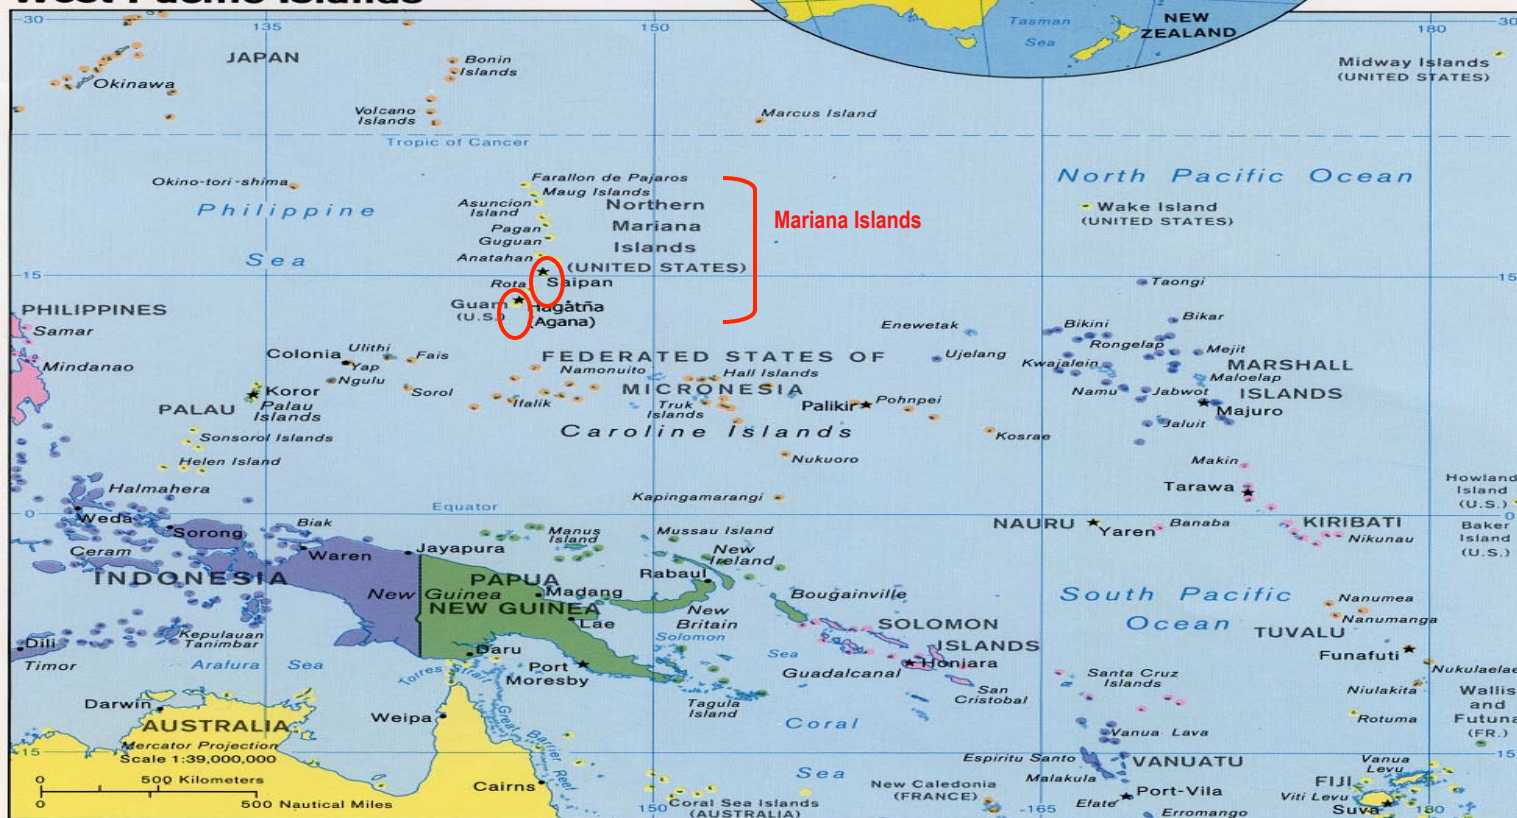 West Pacific Islands
Tasman
Sea
NEW
ZEALAND
30
135
150
180
30
JAPAN
Okinawa
Bonin
Islands
Volcano
Islands
Marcus Island
Midway Islands
(UNITED STATES)
Tropic of Cancer
Okino-tori-shima
Philippine
Sea
Farallon de Pajaros
Maug Islands
Asuncion
Island
Pagan
Guguan
Anatahan
Northern
Mariana
Islands
(UNITED STATES)
Mariana Islands
North Pacific Ocean
Wake Island
(UNITED STATES)
15
15
Rota
Saipan
Guam
(U.S.)
Hagåtña
(Agana)
Taongi
PHILIPPINES
Samar
Mindanao
Enewetak
Bikini
Bikar
Rongelap
Ujelang
Kwajalein
Mejit
MARSHALL
ISLANDS
Maloelap
Namu
Jabwot
Majuro
Jaluit
Colonia
Ulithi
Yap
Fais
Ngulu
Sorol
Koror
PALAU
Palau
Islands
Sonsorol Islands
Helen Island
FEDERATED STATES OF
MICRONESIA
Namonuito
Hall Islands
Ifalik
Truk
Islands
Palikir
Pohnpei
Caroline Islands
Kosrae
Nukuoro
Kapingamarangi
Makin
Tarawa
Howland
Island
(U.S.)
Baker
Island
(U.S.)
Equator
0
0
Halmahera
Weda
Sorong
Biak
Ceram
Waren
Jayapura
INDONESIA
Manus
Island
Mussau Island
New
Ireland
Rabaul
NAURU
Yaren
Banaba
KIRIBATI
Nikunau
New Guinea
PAPUA
NEW GUINEA
Madang
Lae
New
Britain
Bougainville
South Pacific
Ocean
Nanumea
Nanumanga
TUVALU
Funafuti
Nukulaelae
Niulakita
Dili
Timor
Kepulauan
Tanimbar
Arafura Sea
Daru
Torres Strait
Port
Moresby
Solomon
Sea
SOLOMON
ISLANDS
Honiara
Guadalcanal
San
Cristobal
Santa Cruz
Islands
Rotuma
Wallis
and
Futuna
(FR.)
Darwin
AUSTRALIA
Weipa
Great Barrier Reef
Tagula
Island
Coral
Sea
Vanua Lava
Mercator Projection
Scale 1:39,000,000
0 500 Kilometers
0 500 Nautical Miles
Cairns
150
Coral Sea Islands
(AUSTRALIA)
New Caledonia
(FRANCE)
Espiritu Santo
Malakula
VANUATU
Port-Vila
165
Efate
Erromango
15
15
Vanua
Levu
FIJI
Viti Levu
Suva
180